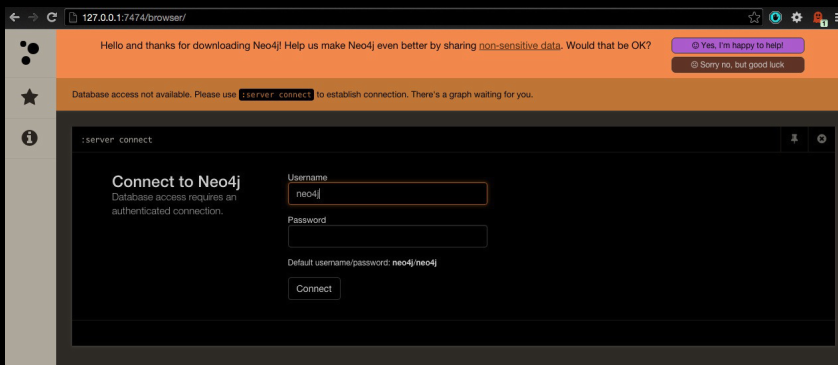 127.0.0.1:7474/browser/
Hello and thanks for downloading Neo4j! Help us make Neo4j even better by sharing non-sensitive data. Would that be OK?
Yes, I'm happy to help!
Sorry no, but good luck
Database access not available. Please use :server connect to establish connection. There's a graph waiting for you.
:server connect
Connect to Neo4j
Database access requires an
authenticated connection.
Username
neo4j
Password
Default username/password: neo4j/neo4j
Connect
1